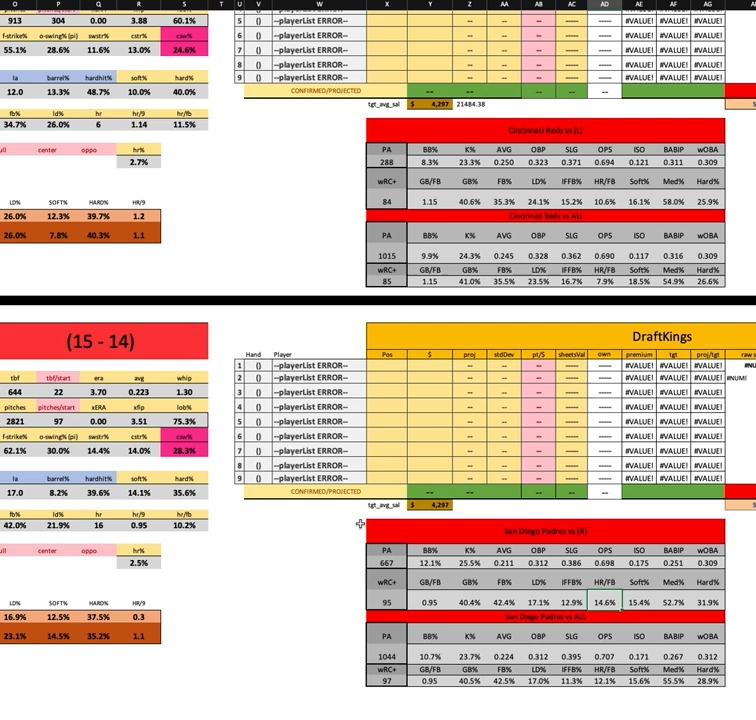 O P Q R S T U V W X Y Z AA AB AC AD AE AF AG
913 304 0.00 3.88 60.1%
f-strike% o-swing% (pi) swstr% cstr% csw%
55.1% 28.6% 11.6% 13.0% 24.6%
la barrel% hardhit% soft% hard%
12.0 13.3% 48.7% 10.0% 40.0%
fb% ld% hr hr/9 hr/fb
34.7% 26.0% 6 1.14 11.5%
ull center oppo hr%
2.7%
LD% SOFT% HARD% HR/9
26.0% 12.3% 39.7% 1.2
26.0% 7.8% 40.3% 1.1
5 () --playerList ERROR-- -- -- -- ----- ----- #VALUE! #VALUE! #VALUE!
6 () --playerList ERROR-- -- -- -- ----- ----- #VALUE! #VALUE! #VALUE!
7 () --playerList ERROR-- -- -- -- ----- ----- #VALUE! #VALUE! #VALUE!
8 () --playerList ERROR-- -- -- -- ----- ----- #VALUE! #VALUE! #VALUE!
9 () --playerList ERROR-- -- -- -- ----- ----- #VALUE! #VALUE! #VALUE!
CONFIRMED/PROJECTED -- -- -- -- --
tgt_avg_sal $ 4,297 21484.38
Cincinnati Reds vs (L)
PA BB% K% AVG OBP SLG OPS ISO BABIP wOBA
288 8.3% 23.3% 0.250 0.323 0.371 0.694 0.121 0.311 0.309
wRC+ GB/FB GB% FB% LD% IFFB% HR/FB Soft% Med% Hard%
84 1.15 40.6% 35.3% 24.1% 15.2% 10.6% 16.1% 58.0% 25.9%
Cincinnati Reds vs ALL
PA BB% K% AVG OBP SLG OPS ISO BABIP wOBA
1015 9.9% 24.3% 0.245 0.328 0.362 0.690 0.117 0.316 0.309
wRC+ GB/FB GB% FB% LD% IFFB% HR/FB Soft% Med% Hard%
85 1.15 41.0% 35.5% 23.5% 16.7% 7.9% 18.5% 54.9% 26.6%
(15 - 14)
tbf tbf/start era avg whip
644 22 3.70 0.223 1.30
pitches pitches/start xERA xfip lob%
2821 97 0.00 3.51 75.3%
f-strike% o-swing% (pi) swstr% cstr% csw%
62.1% 30.0% 14.4% 14.0% 28.3%
la barrel% hardhit% soft% hard%
17.0 8.2% 39.6% 14.1% 35.6%
fb% ld% hr hr/9 hr/fb
42.0% 21.9% 16 0.95 10.2%
ull center oppo hr%
2.5%
LD% SOFT% HARD% HR/9
16.9% 12.5% 37.5% 0.3
23.1% 14.5% 35.2% 1.1
DraftKings
Hand Player Pos $ proj stdDev pt/$ sheetsVal own premium tgt proj/tgt raw s
1 () --playerList ERROR-- -- -- -- ----- ----- #VALUE! #VALUE! #VALUE! #NU
2 () --playerList ERROR-- -- -- -- ----- ----- #VALUE! #VALUE! #VALUE! #NUM!
3 () --playerList ERROR-- -- -- -- ----- ----- #VALUE! #VALUE! #VALUE!
4 () --playerList ERROR-- -- -- -- ----- ----- #VALUE! #VALUE! #VALUE!
5 () --playerList ERROR-- -- -- -- ----- ----- #VALUE! #VALUE! #VALUE!
6 () --playerList ERROR-- -- -- -- ----- ----- #VALUE! #VALUE! #VALUE!
7 () --playerList ERROR-- -- -- -- ----- ----- #VALUE! #VALUE! #VALUE!
8 () --playerList ERROR-- -- -- -- ----- ----- #VALUE! #VALUE! #VALUE!
9 () --playerList ERROR-- -- -- -- ----- ----- #VALUE! #VALUE! #VALUE!
CONFIRMED/PROJECTED -- -- -- -- --
tgt_avg_sal $ 4,297
San Diego Padres vs (R)
PA BB% K% AVG OBP SLG OPS ISO BABIP wOBA
667 12.1% 25.5% 0.211 0.312 0.386 0.698 0.175 0.251 0.309
wRC+ GB/FB GB% FB% LD% IFFB% HR/FB Soft% Med% Hard%
95 0.95 40.4% 42.4% 17.1% 12.9% 14.6% 15.4% 52.7% 31.9%
San Diego Padres vs ALL
PA BB% K% AVG OBP SLG OPS ISO BABIP wOBA
1044 10.7% 23.7% 0.224 0.312 0.395 0.707 0.171 0.267 0.312
wRC+ GB/FB GB% FB% LD% IFFB% HR/FB Soft% Med% Hard%
97 0.95 40.5% 42.5% 17.0% 11.3% 12.1% 15.6% 55.5% 28.9%